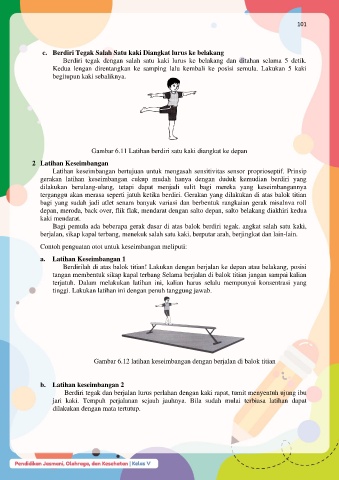 101
c. Berdiri Tegak Salah Satu kaki Diangkat lurus ke belakang
Berdiri tegak dengan salah satu kaki lurus ke belakang dan ditahan selama 5 detik.
Kedua lengan direntangkan ke samping lalu kembali ke posisi semula. Lakukan 5 kaki
begitupun kaki sebaliknya.
Gambar 6.11 Latihan berdiri satu kaki diangkat ke depan
2 Latihan Keseimbangan
Latihan keseimbangan bertujuan untuk mengasah sensitivitas sensor proprioseptif. Prinsip
gerakan latihan keseimbangan cukup mudah hanya dengan duduk kemudian berdiri yang
dilakukan berulang-ulang, tetapi dapat menjadi sulit bagi mereka yang keseimbangannya
terganggu akan merasa seperti jatuh ketika berdiri. Gerakan yang dilakukan di atas balok titian
bagi yang sudah jadi atlet senam banyak variasi dan berbentuk rangkaian gerak misalnya roll
depan, meroda, back over, flik flak, mendarat dengan salto depan, salto belakang diakhiri kedua
kaki mendarat.
Bagi pemula ada beberapa gerak dasar di atas balok berdiri tegak, angkat salah satu kaki,
berjalan, sikap kapal terbang, menekuk salah satu kaki, berputar arah, berjingkat dan lain-lain.
Contoh penguatan otot untuk keseimbangan meliputi:
a. Latihan Keseimbangan 1
Berdirilah di atas balok titian! Lakukan dengan berjalan ke depan atau belakang, posisi
tangan membentuk sikap kapal terbang Selama berjalan di balok titian jangan sampai kalian
terjatuh. Dalam melakukan latihan ini, kalian harus selalu mempunyai konsentrasi yang
tinggi. Lakukan latihan ini dengan penuh tanggung jawab.
Gambar 6.12 latihan keseimbangan dengan berjalan di balok titian
b. Latihan keseimbangan 2
Berdiri tegak dan berjalan lurus perlahan dengan kaki rapat, tumit menyentuh ujung ibu
jari kaki. Tempuh perjalanan sejauh jauhnya. Bila sudah mulai terbiasa latihan dapat
dilakukan dengan mata tertutup.
Pendidikan Jasmani, Olahraga, dan Kesehatan | Kelas V